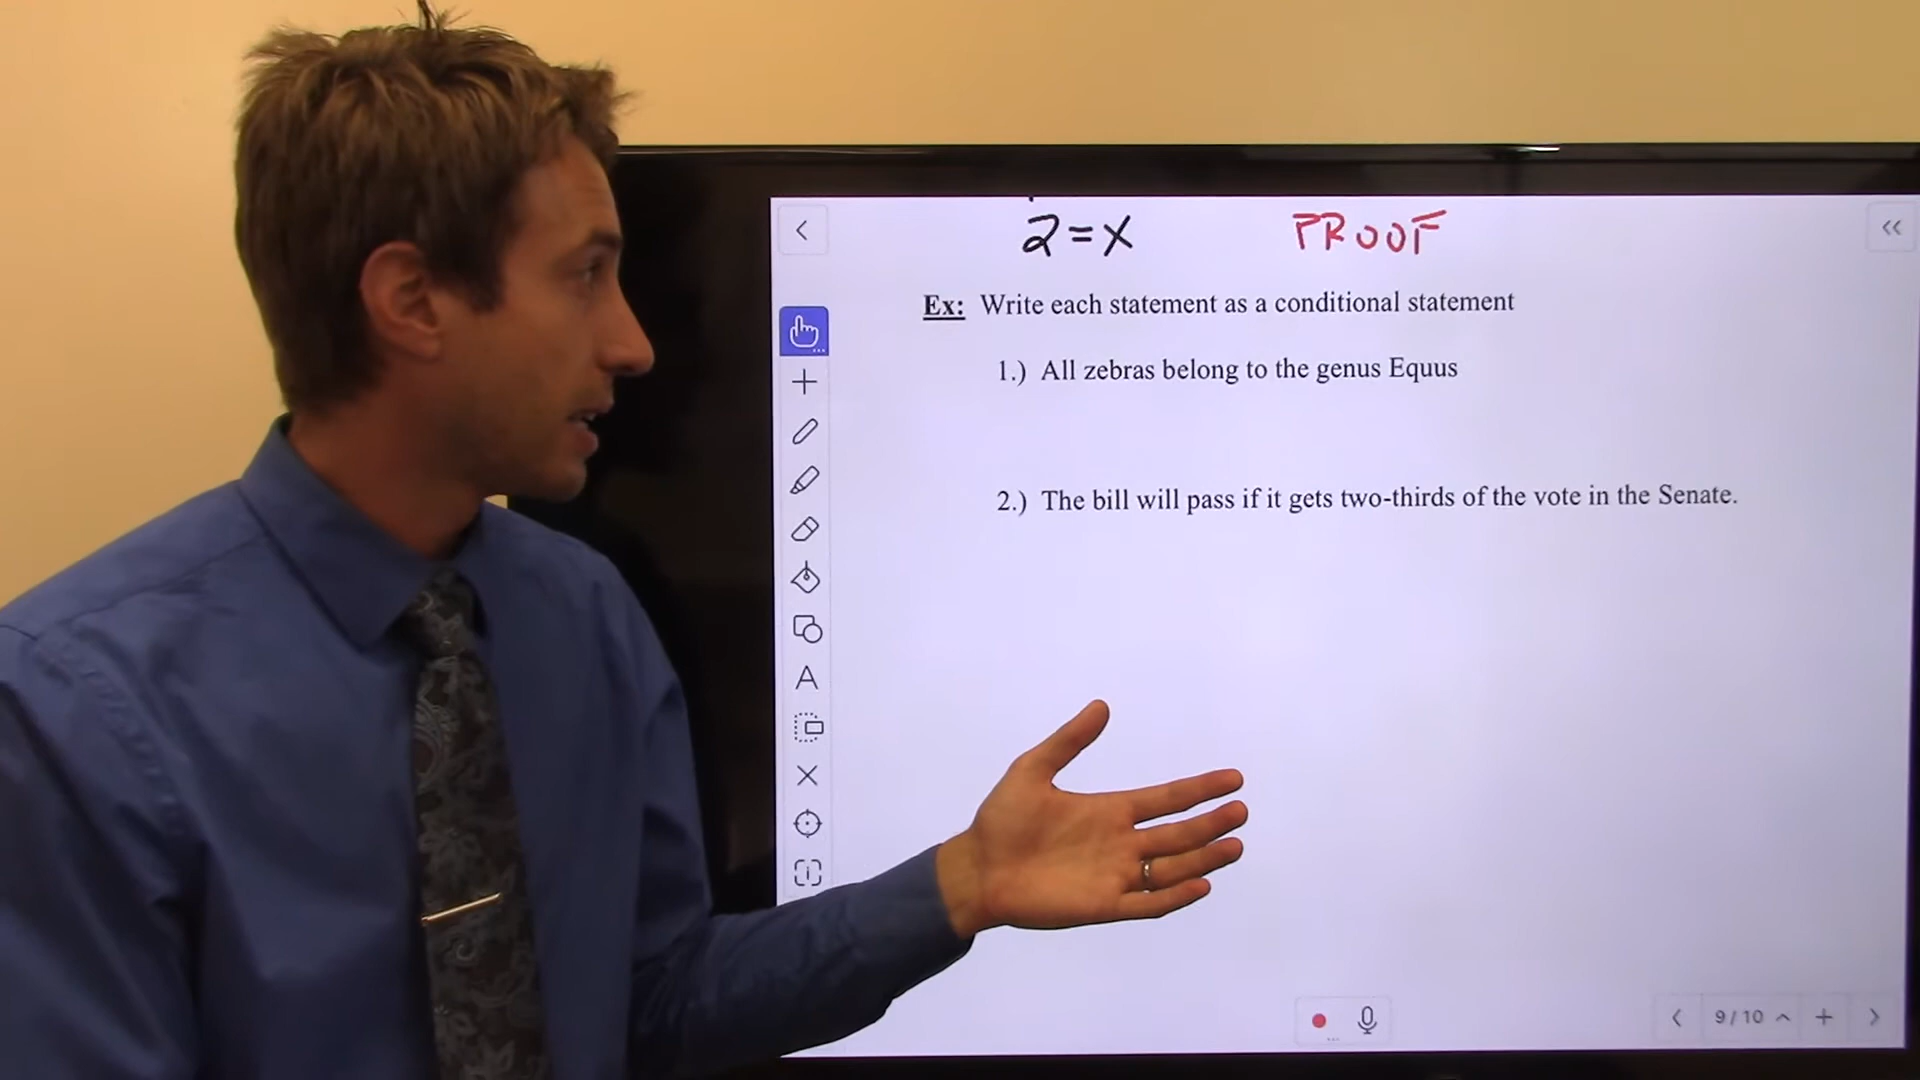 2=x PROOF
Ex: Write each statement as a conditional statement
1.) All zebras belong to the genus Equus
A
2.) The bill will pass if it gets two-thirds of the vote in the Senate.
9/10